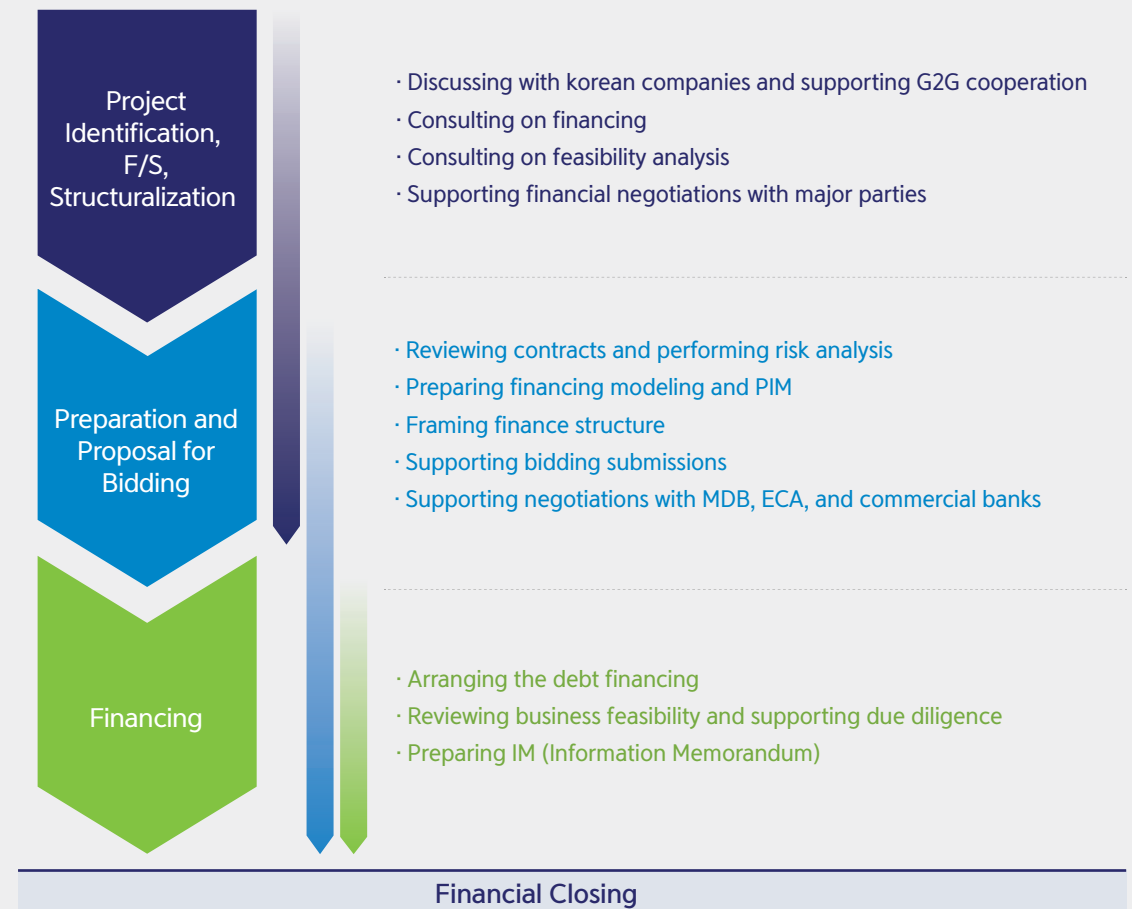 Project
Identification,
F/S,
Structuralization
· Discussing with korean companies and supporting G2G cooperation
· Consulting on financing
· Consulting on feasibility analysis
· Supporting financial negotiations with major parties
Preparation and
Proposal for
Bidding
· Reviewing contracts and performing risk analysis
· Preparing financing modeling and PIM
· Framing finance structure
· Supporting bidding submissions
· Supporting negotiations with MDB, ECA, and commercial banks
Financing
· Arranging the debt financing
· Reviewing business feasibility and supporting due diligence
· Preparing IM (Information Memorandum)
Financial Closing